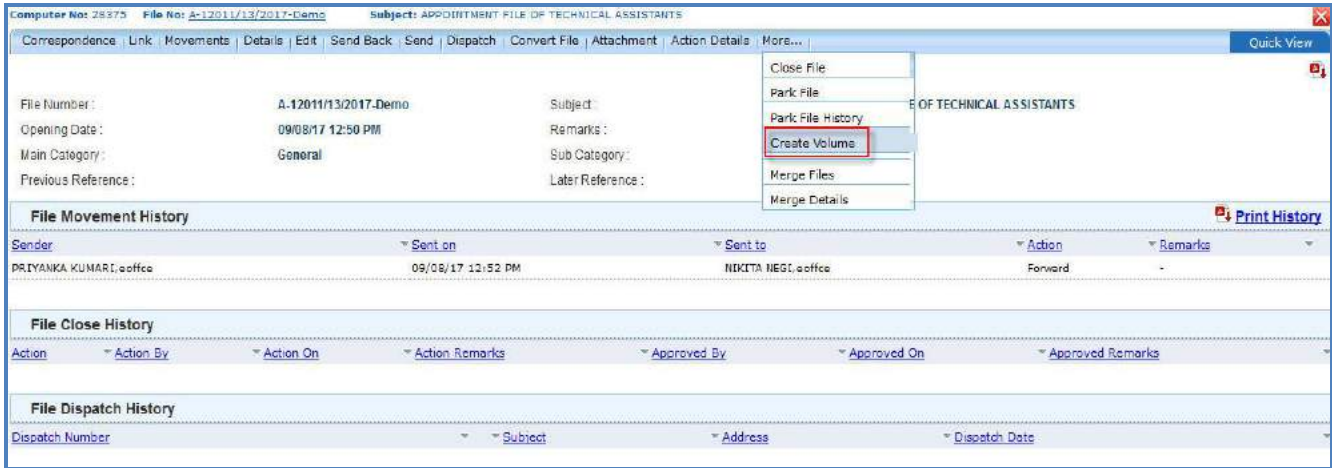 Computer No: 28375 File No: A-12011/13/2017-Demo Subject: APPOINTMENT FILE OF TECHNICAL ASSISTANTS
Correspondence Link Movements Details Edit Send Back Send Dispatch Convert File Attachment Action Details More... Quick View
Close File
Park File
Park File History
Create Volume
Merge Files
Merge Details
File Number : A-12011/13/2017-Demo Subject E OF TECHNICAL ASSISTANTS
Opening Date : 09/08/17 12:50 PM Remarks :
Main Category : General Sub Category :
Previous Reference : Later Reference :
File Movement History Print History
Sender Sent on Sent to Action Remarks
PRIYANKA KUMARI,eoffce 09/08/17 12:52 PM NIKITA NEGI,eoffce Forward -
File Close History
Action Action By Action On Action Remarks Approved By Approved On Approved Remarks
File Dispatch History
Dispatch Number Subject Address Dispatch Date